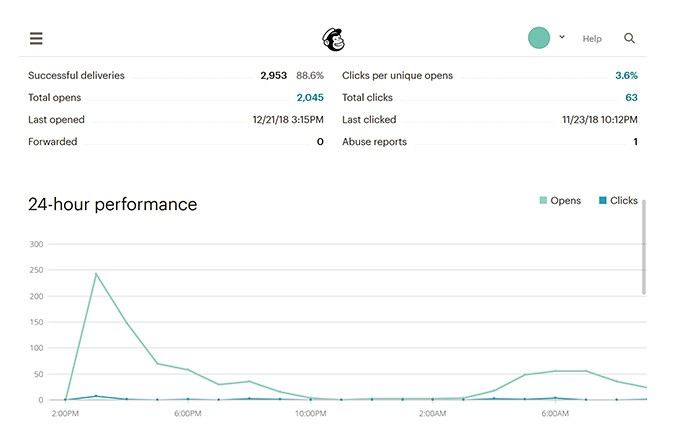 Help
Successful deliveries 2,953 88.6% Clicks per unique opens 3.6%
Total opens 2,045 Total clicks 63
Last opened 12/21/18 3:15PM Last clicked 11/23/18 10:12PM
Forwarded 0 Abuse reports 1
24-hour performance Opens Clicks
300
250
200
150
100
50
0
2:00PM 6:00PM 10:00PM 2:00AM 6:00AM